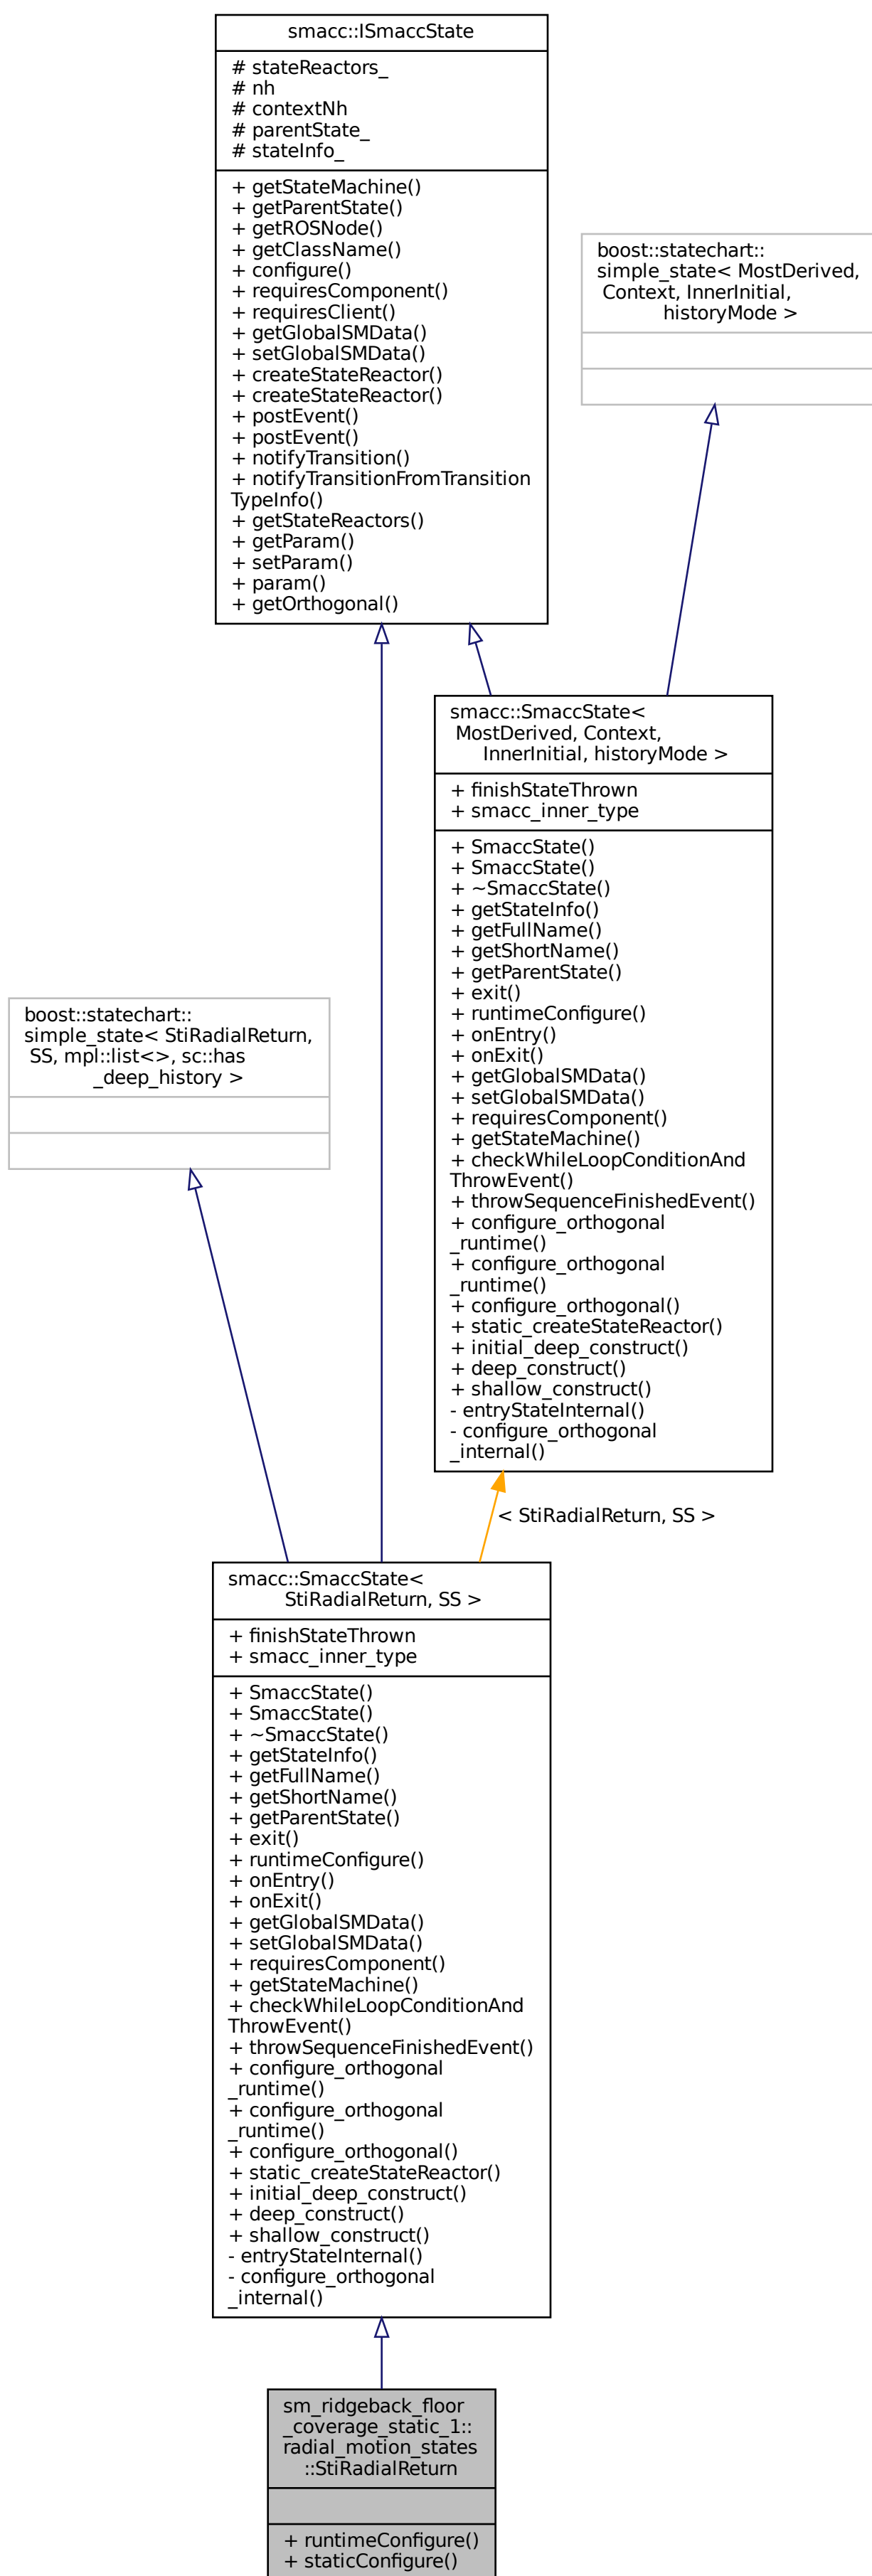 smacc::ISmaccState
# stateReactors_
# nh
# contextNh
# parentState_
# stateInfo_
+ getStateMachine()
+ getParentState()
+ getROSNode()
+ getClassName()
+ configure()
+ requiresComponent()
+ requiresClient()
+ getGlobalSMData()
+ setGlobalSMData()
+ createStateReactor()
+ createStateReactor()
+ postEvent()
+ postEvent()
+ notifyTransition()
+ notifyTransitionFromTransition
TypeInfo()
+ getStateReactors()
+ getParam()
+ setParam()
+ param()
+ getOrthogonal()
boost::statechart::
simple_state< MostDerived,
Context, InnerInitial,
historyMode >
smacc::SmaccState<
MostDerived, Context,
InnerInitial, historyMode >
+ finishStateThrown
+ smacc_inner_type
+ SmaccState()
+ SmaccState()
+ ~SmaccState()
+ getStateInfo()
+ getFullName()
+ getShortName()
+ getParentState()
+ exit()
+ runtimeConfigure()
+ onEntry()
+ onExit()
+ getGlobalSMData()
+ setGlobalSMData()
+ requiresComponent()
+ getStateMachine()
+ checkWhileLoopConditionAnd
ThrowEvent()
+ throwSequenceFinishedEvent()
+ configure_orthogonal
_runtime()
+ configure_orthogonal
_runtime()
+ configure_orthogonal()
+ static_createStateReactor()
+ initial_deep_construct()
+ deep_construct()
+ shallow_construct()
- entryStateInternal()
- configure_orthogonal
_internal()
boost::statechart::
simple_state< StiRadialReturn,
SS, mpl::list<>, sc::has
_deep_history >
< StiRadialReturn, SS >
smacc::SmaccState<
StiRadialReturn, SS >
+ finishStateThrown
+ smacc_inner_type
+ SmaccState()
+ SmaccState()
+ ~SmaccState()
+ getStateInfo()
+ getFullName()
+ getShortName()
+ getParentState()
+ exit()
+ runtimeConfigure()
+ onEntry()
+ onExit()
+ getGlobalSMData()
+ setGlobalSMData()
+ requiresComponent()
+ getStateMachine()
+ checkWhileLoopConditionAnd
ThrowEvent()
+ throwSequenceFinishedEvent()
+ configure_orthogonal
_runtime()
+ configure_orthogonal
_runtime()
+ configure_orthogonal()
+ static_createStateReactor()
+ initial_deep_construct()
+ deep_construct()
+ shallow_construct()
- entryStateInternal()
- configure_orthogonal
_internal()
sm_ridgeback_floor
_coverage_static_1::
radial_motion_states
::StiRadialReturn
+ runtimeConfigure()
+ staticConfigure()